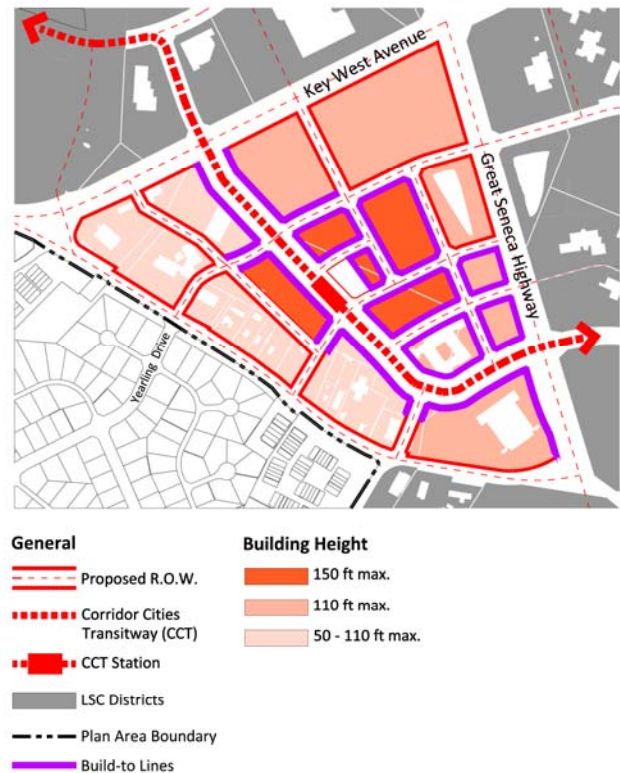 Key West Avenue
Great Seneca Highway
Yearling Drive
General
Proposed R.O.W.
Corridor Cities
Transitway (CCT)
CCT Station
LSC Districts
Plan Area Boundary
Build-to Lines
Building Height
150 ft max.
110 ft max.
50 - 110 ft max.